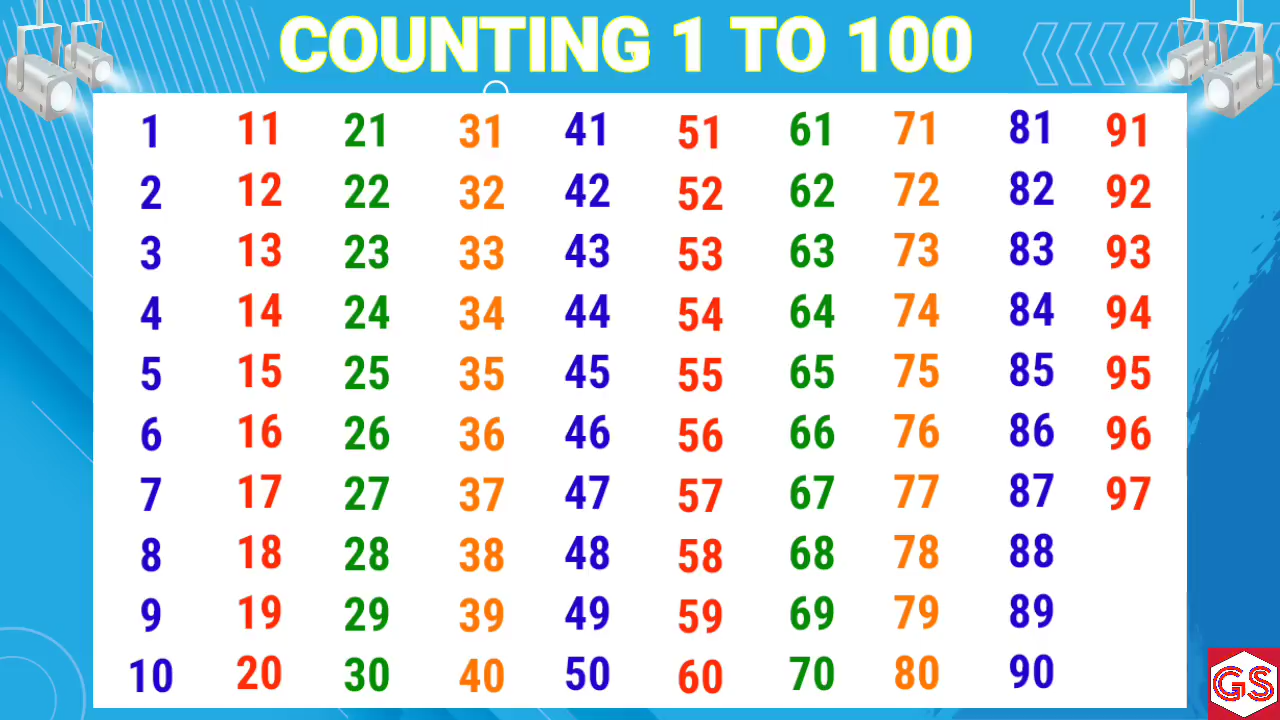 COUNTING 1 TO 100
1 11 21 31 41 51 61 71 81 91
2 12 22 32 42 52 62 72 82 92
3 13 23 33 43 53 63 73 83 93
4 14 24 34 44 54 64 74 84 94
5 15 25 35 45 55 65 75 85 95
6 16 26 36 46 56 66 76 86 96
7 17 27 37 47 57 67 77 87 97
8 18 28 38 48 58 68 78 88
9 19 29 39 49 59 69 79 89
10 20 30 40 50 60 70 80 90
GS